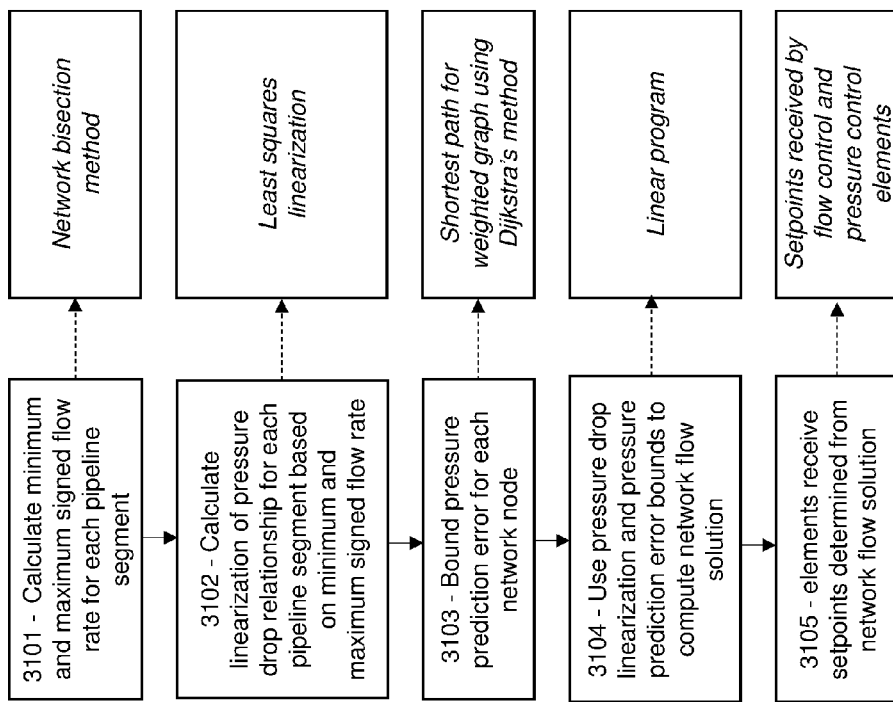 3101 - Calculate minimum
and maximum signed flow
rate for each pipeline
segment
Network bisection
method
3102 - Calculate
linearization of pressure
drop relationship for each
pipeline segment based
on minimum and
maximum signed flow rate
Least squares
linearization
3103 - Bound pressure
prediction error for each
network node
Shortest path for
weighted graph using
Dijkstra's method
3104 - Use pressure drop
linearization and pressure
prediction error bounds to
compute network flow
solution
Linear program
3105 - elements receive
setpoints determined from
network flow solution
Setpoints received by
flow control and
pressure control
elements